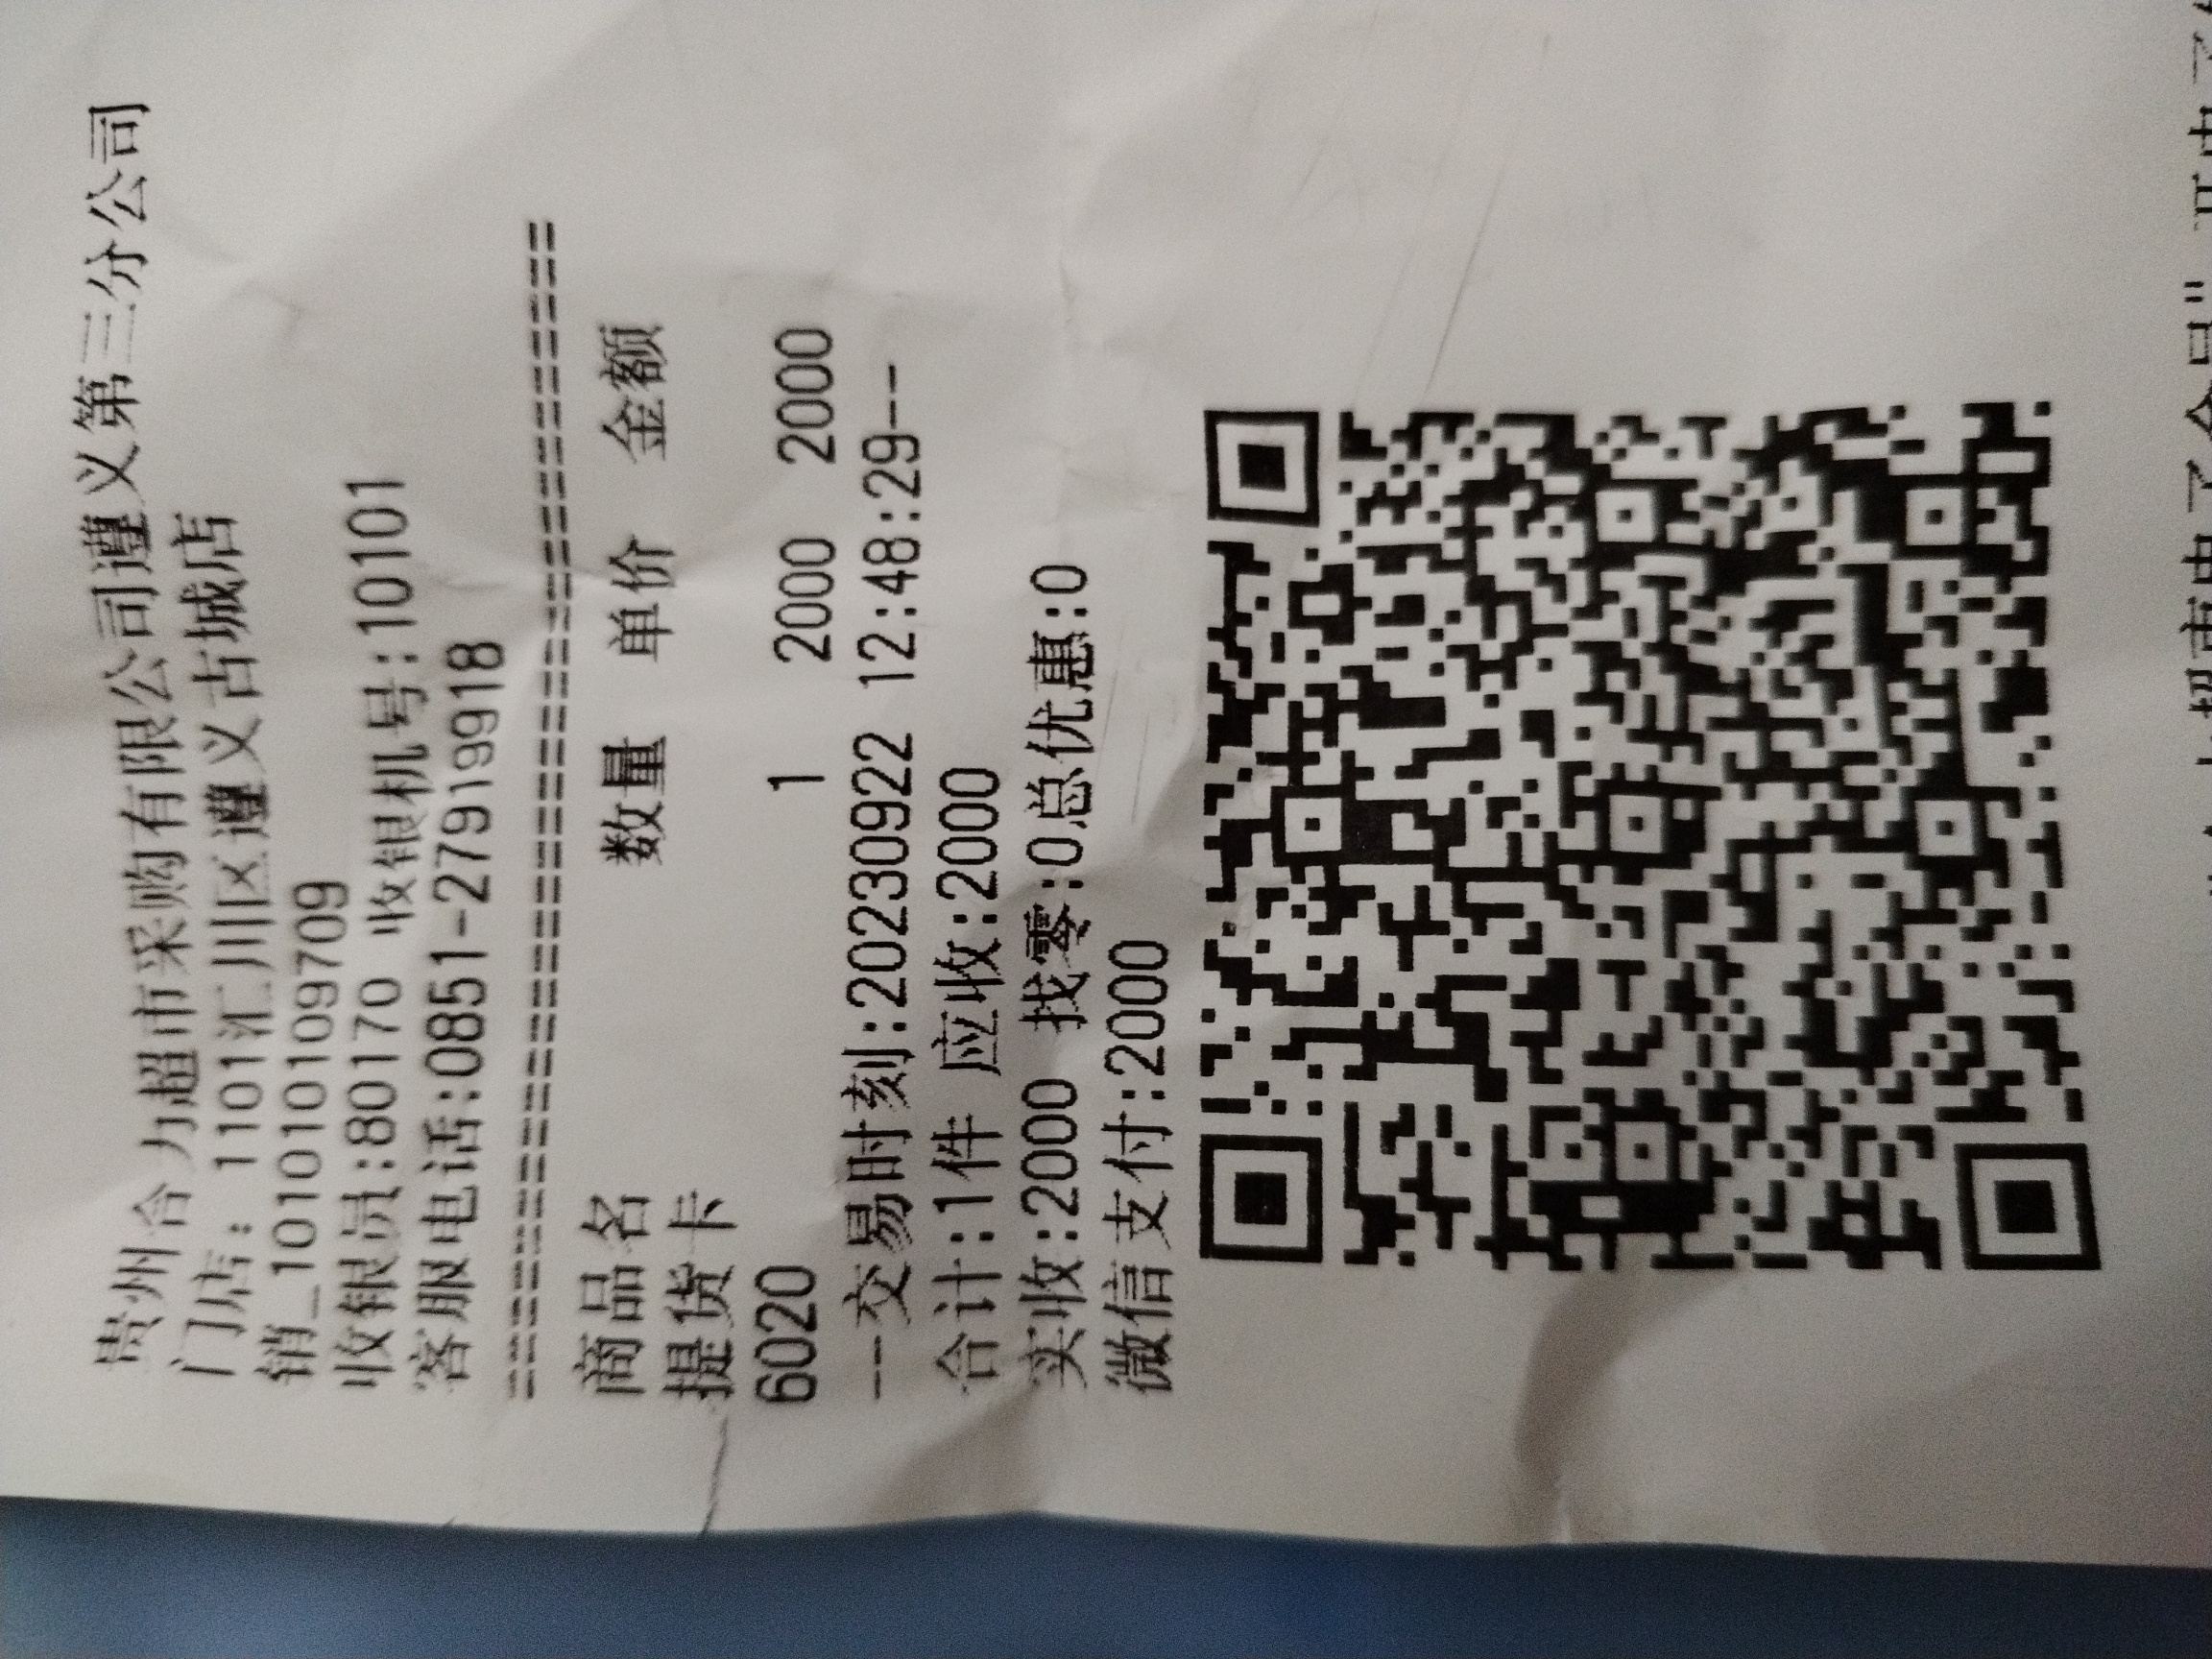 贵州合力超市采购有限公司遵义第三分公司
门店: 1101汇川区遵义古城店
销_1010101109709
收银员:80170 收银机号:10101
客服电话:0851-27919918
商品名 数量 单价 金额
提货卡
6020 1 2000 2000
--交易时刻:20230922 12:48:29--
合计:1件 应收:2000
实收:2000 找零:0总优惠:0
微信支付:2000